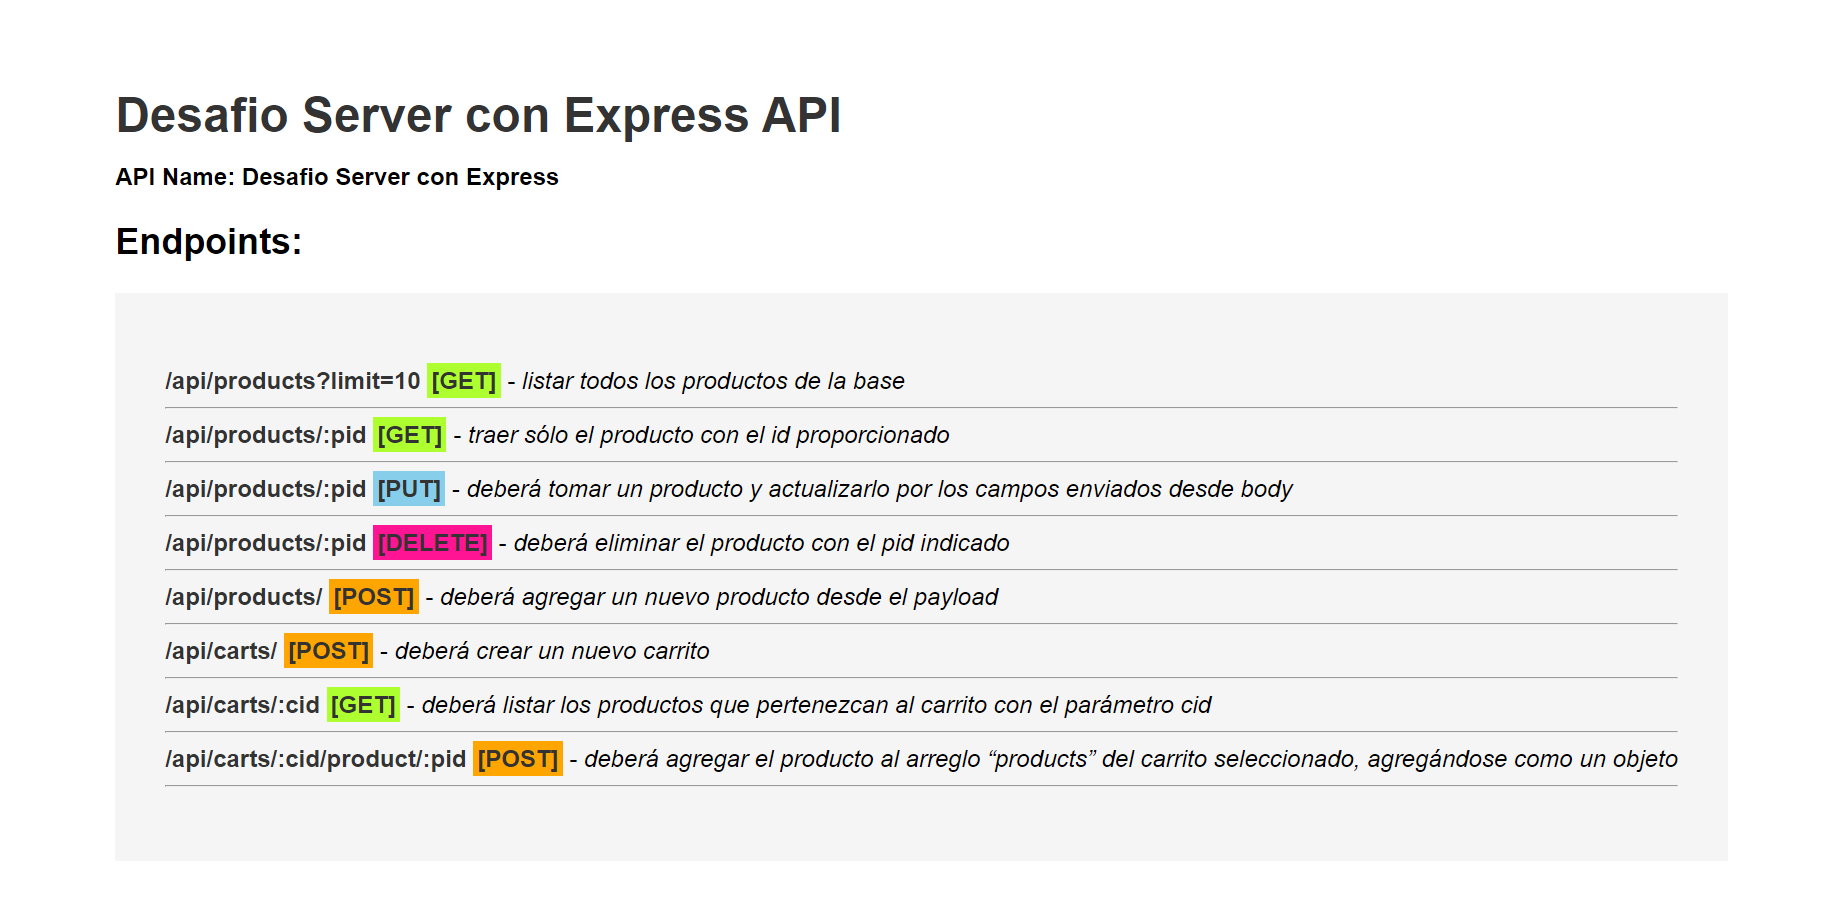 Desafio Server con Express API
API Name: Desafio Server con Express
Endpoints:
/api/products?limit=10 [GET] - listar todos los productos de la base
/api/products/:pid [GET] - traer sólo el producto con el id proporcionado
/api/products/:pid [PUT] - deberá tomar un producto y actualizarlo por los campos enviados desde body
/api/products/:pid [DELETE] - deberá eliminar el producto con el pid indicado
/api/products/ [POST] - deberá agregar un nuevo producto desde el payload
/api/carts/ [POST] - deberá crear un nuevo carrito
/api/carts/:cid [GET] - deberá listar los productos que pertenezcan al carrito con el parámetro cid
/api/carts/:cid/product/:pid [POST] - deberá agregar el producto al arreglo “products” del carrito seleccionado, agregándose como un objeto